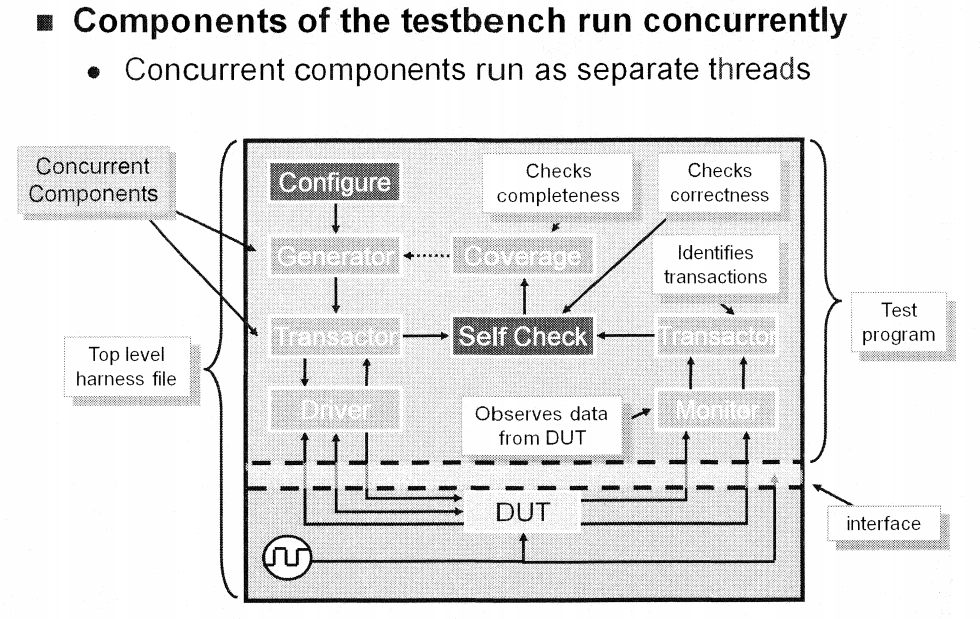 Components of the testbench run concurrently
Concurrent components run as separate threads
Concurrent
Components
Configure
Checks
completeness
Checks
correctness
Generator
Coverage
Identifies
transactions
Transactor
Self Check
Transactor
Test
program
Top level
harness file
Driver
Observes data
from DUT
Monitor
DUT
interface